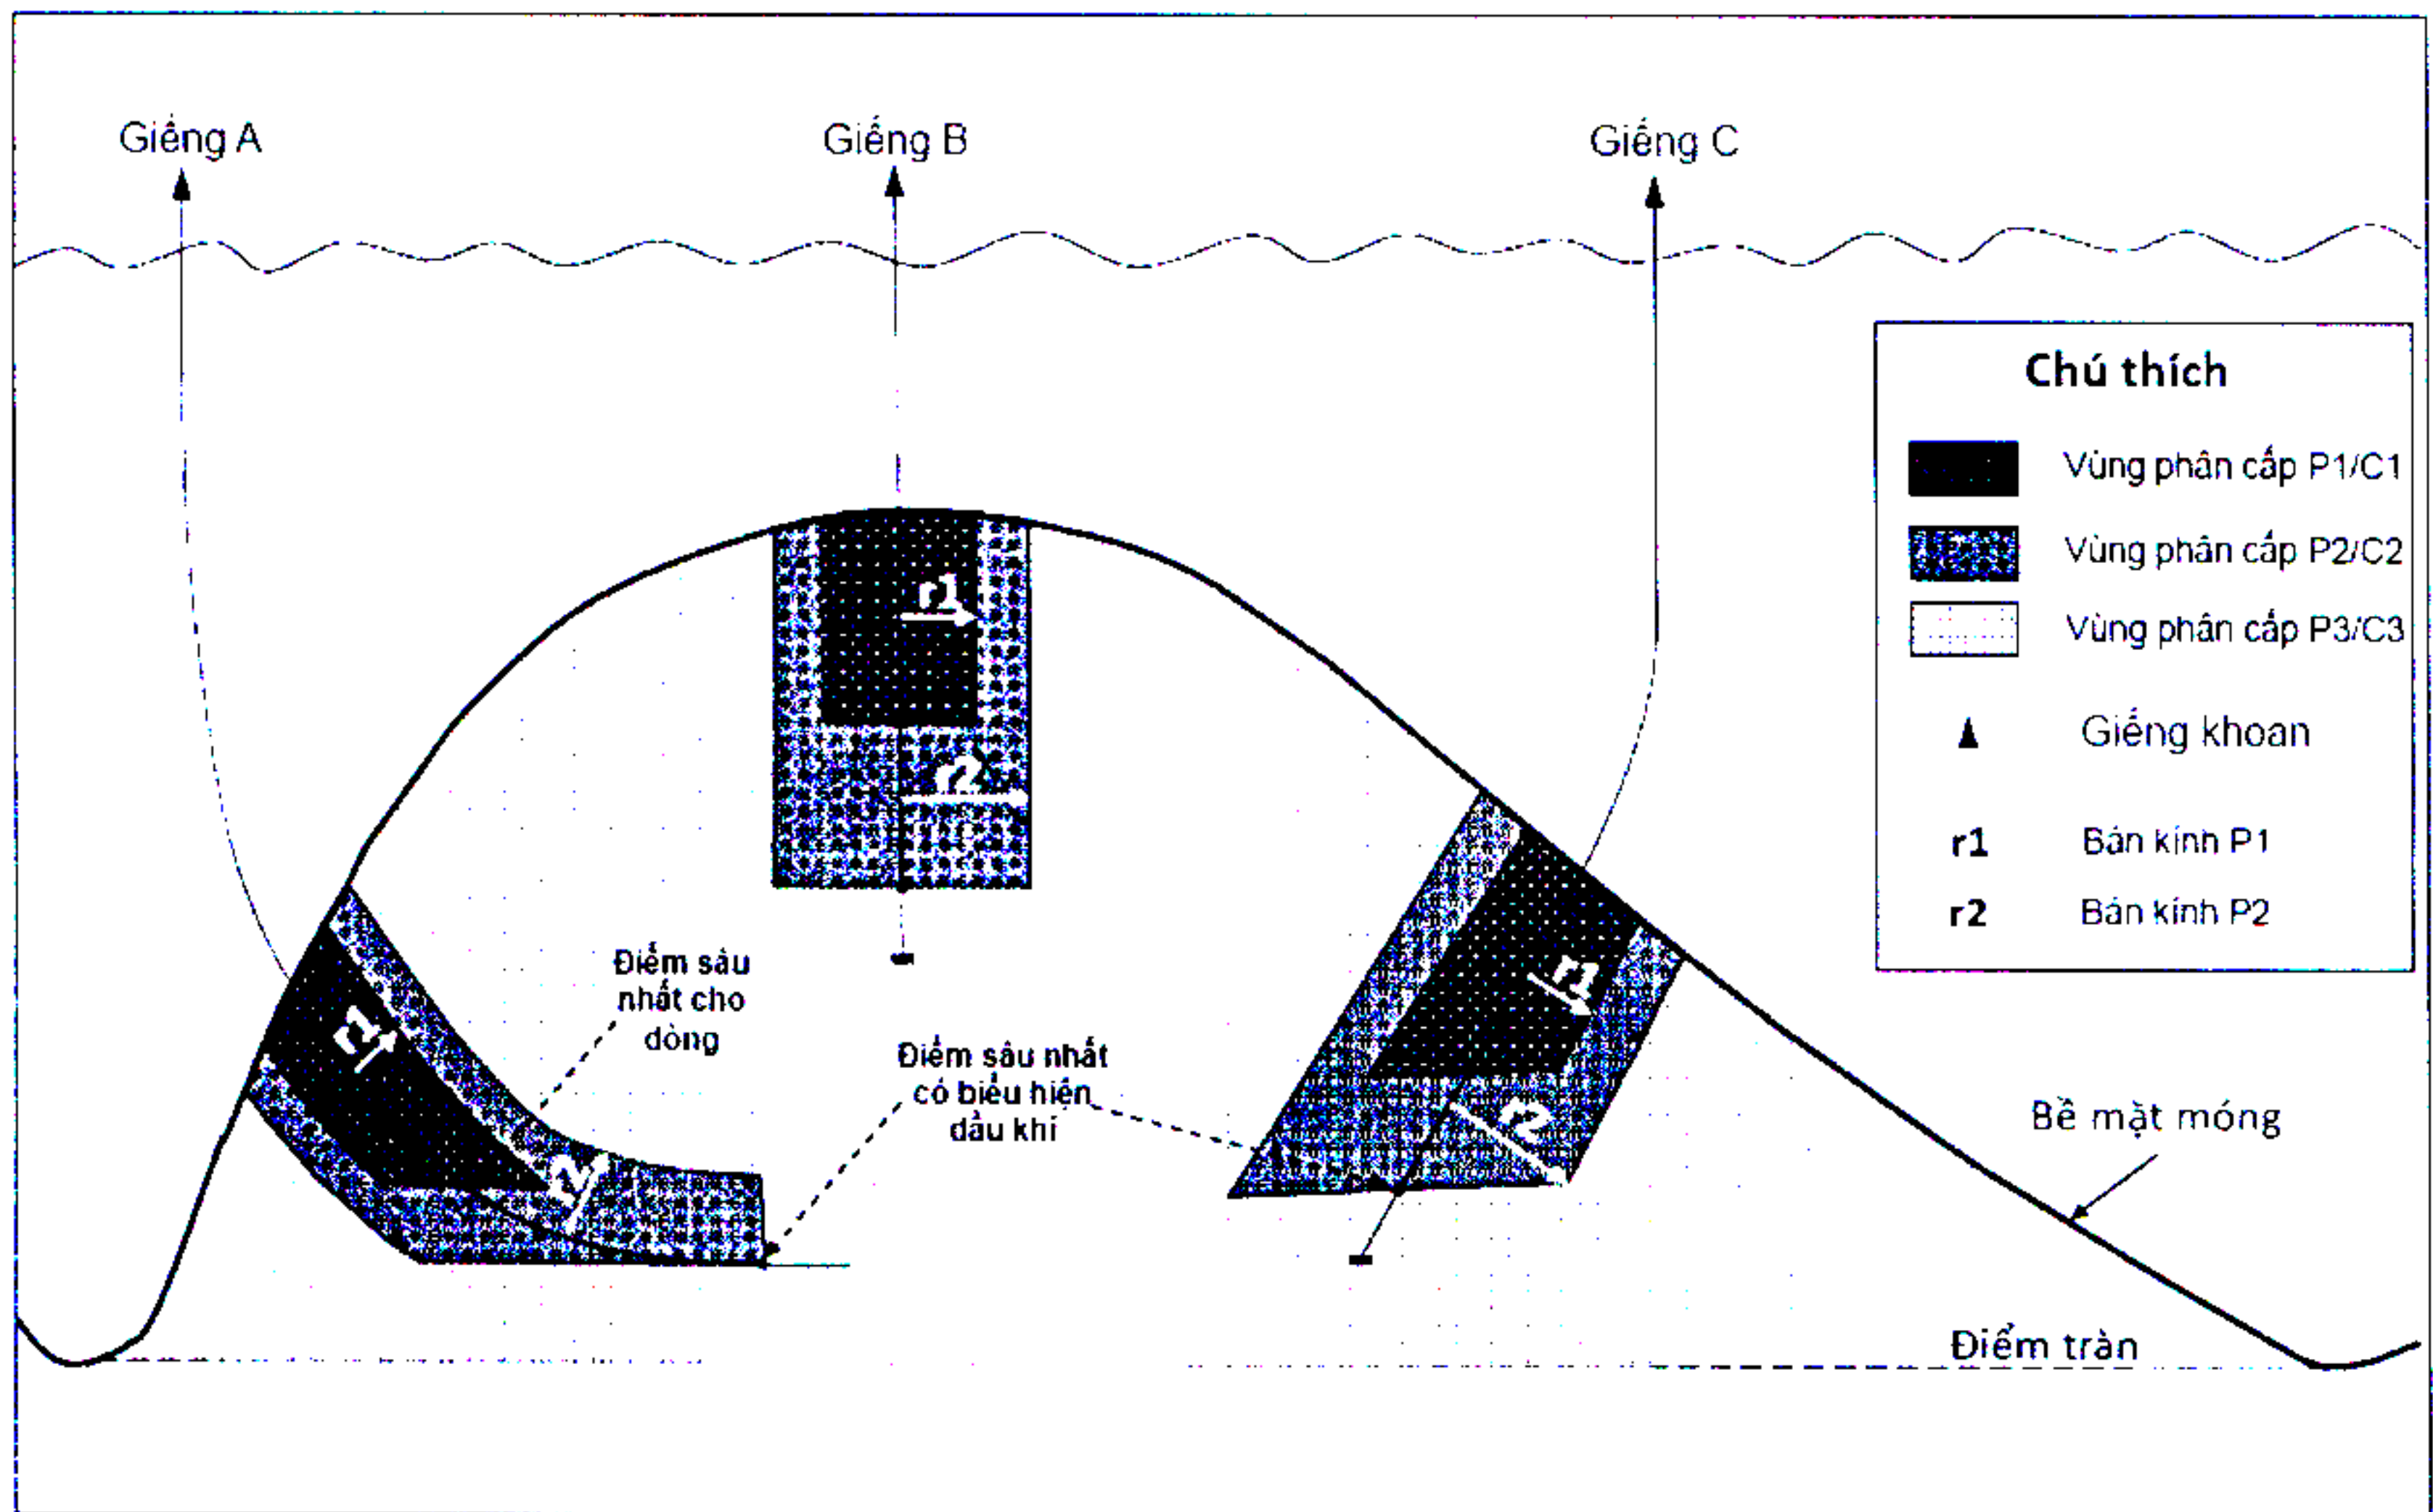 Giếng A
Giếng B
Giếng C
Chú thích
Vùng phân cấp P1/C1
Vùng phân cấp P2/C2
Vùng phân cấp P3/C3
Giếng khoan
r1 Bán kính P1
r2 Bán kính P2
r1
r2
Điểm sâu
nhất cho
dòng
Điểm sâu nhất
có biểu hiện
dầu khí
r1
r2
r1
r2
Bề mặt móng
Điểm tràn